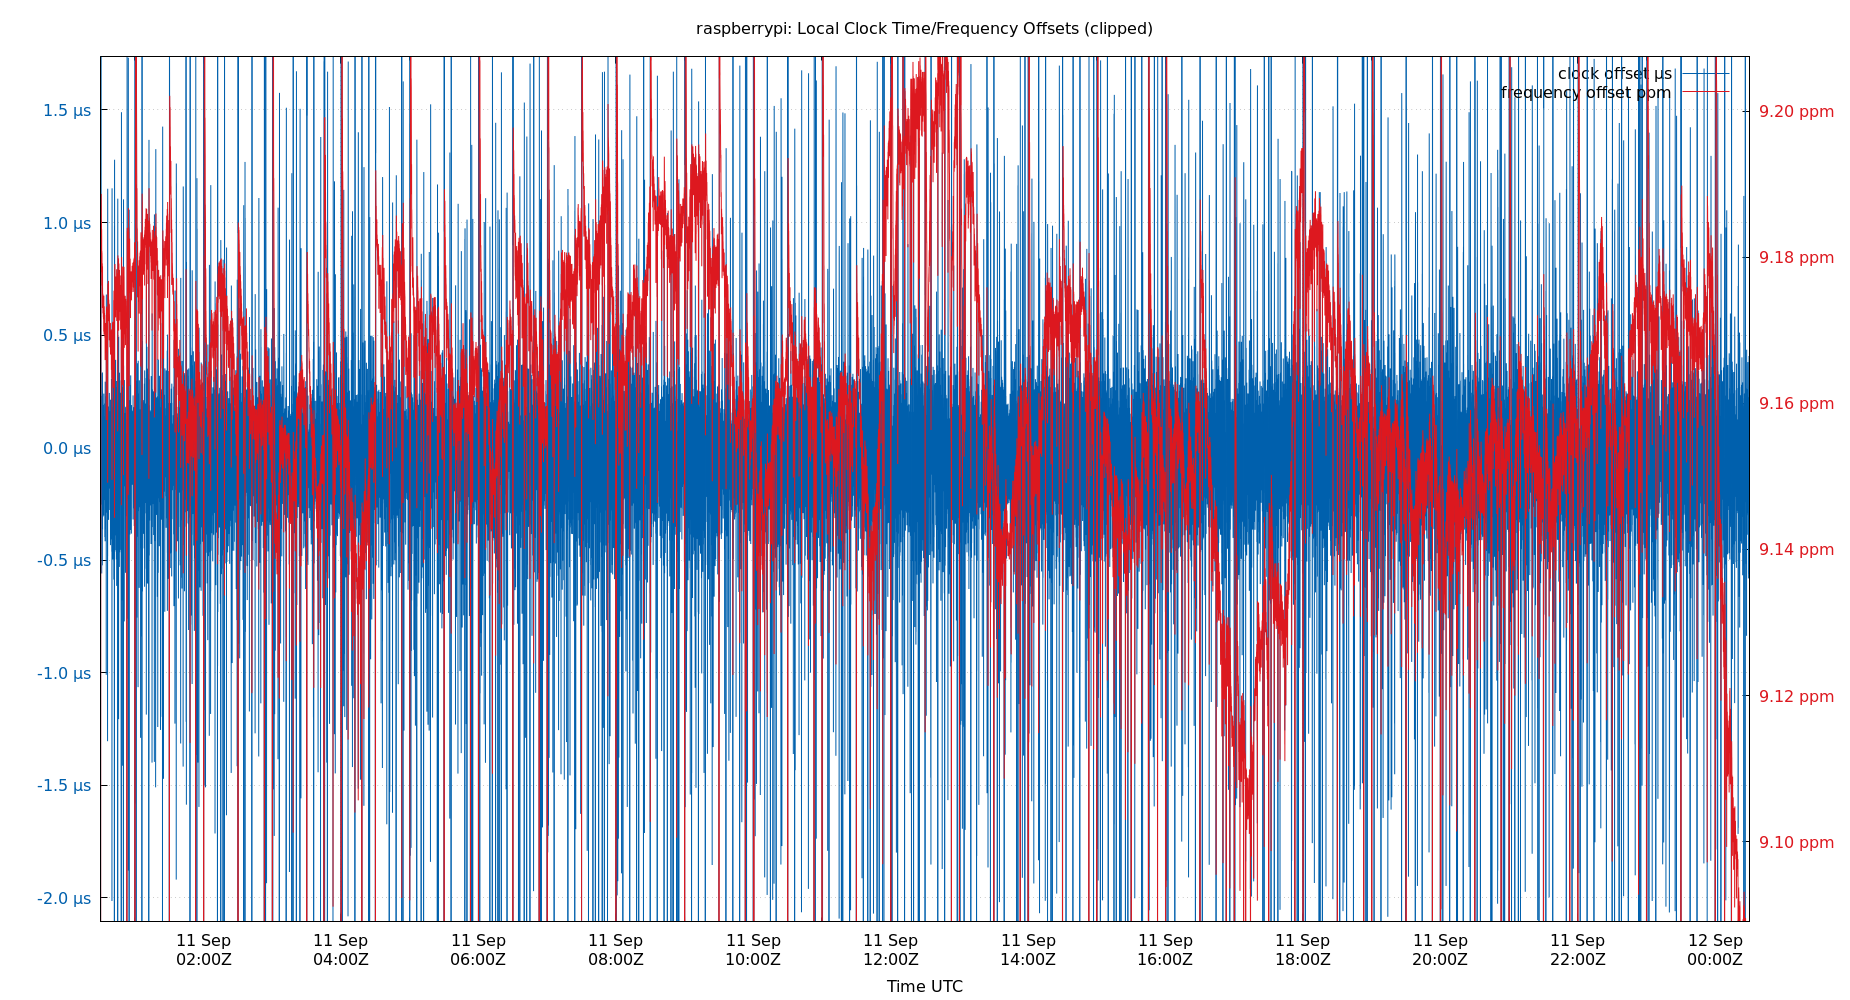 raspberrypi: Local Clock Time/Frequency Offsets (clipped)
clock offset µs
frequency offset ppm
1.5 µs
1.0 µs
0.5 µs
0.0 µs
-0.5 µs
-1.0 µs
-1.5 µs
-2.0 µs
9.20 ppm
9.18 ppm
9.16 ppm
9.14 ppm
9.12 ppm
9.10 ppm
11 Sep
02:00Z
11 Sep
04:00Z
11 Sep
06:00Z
11 Sep
08:00Z
11 Sep
10:00Z
11 Sep
12:00Z
11 Sep
14:00Z
11 Sep
16:00Z
11 Sep
18:00Z
11 Sep
20:00Z
11 Sep
22:00Z
12 Sep
00:00Z
Time UTC